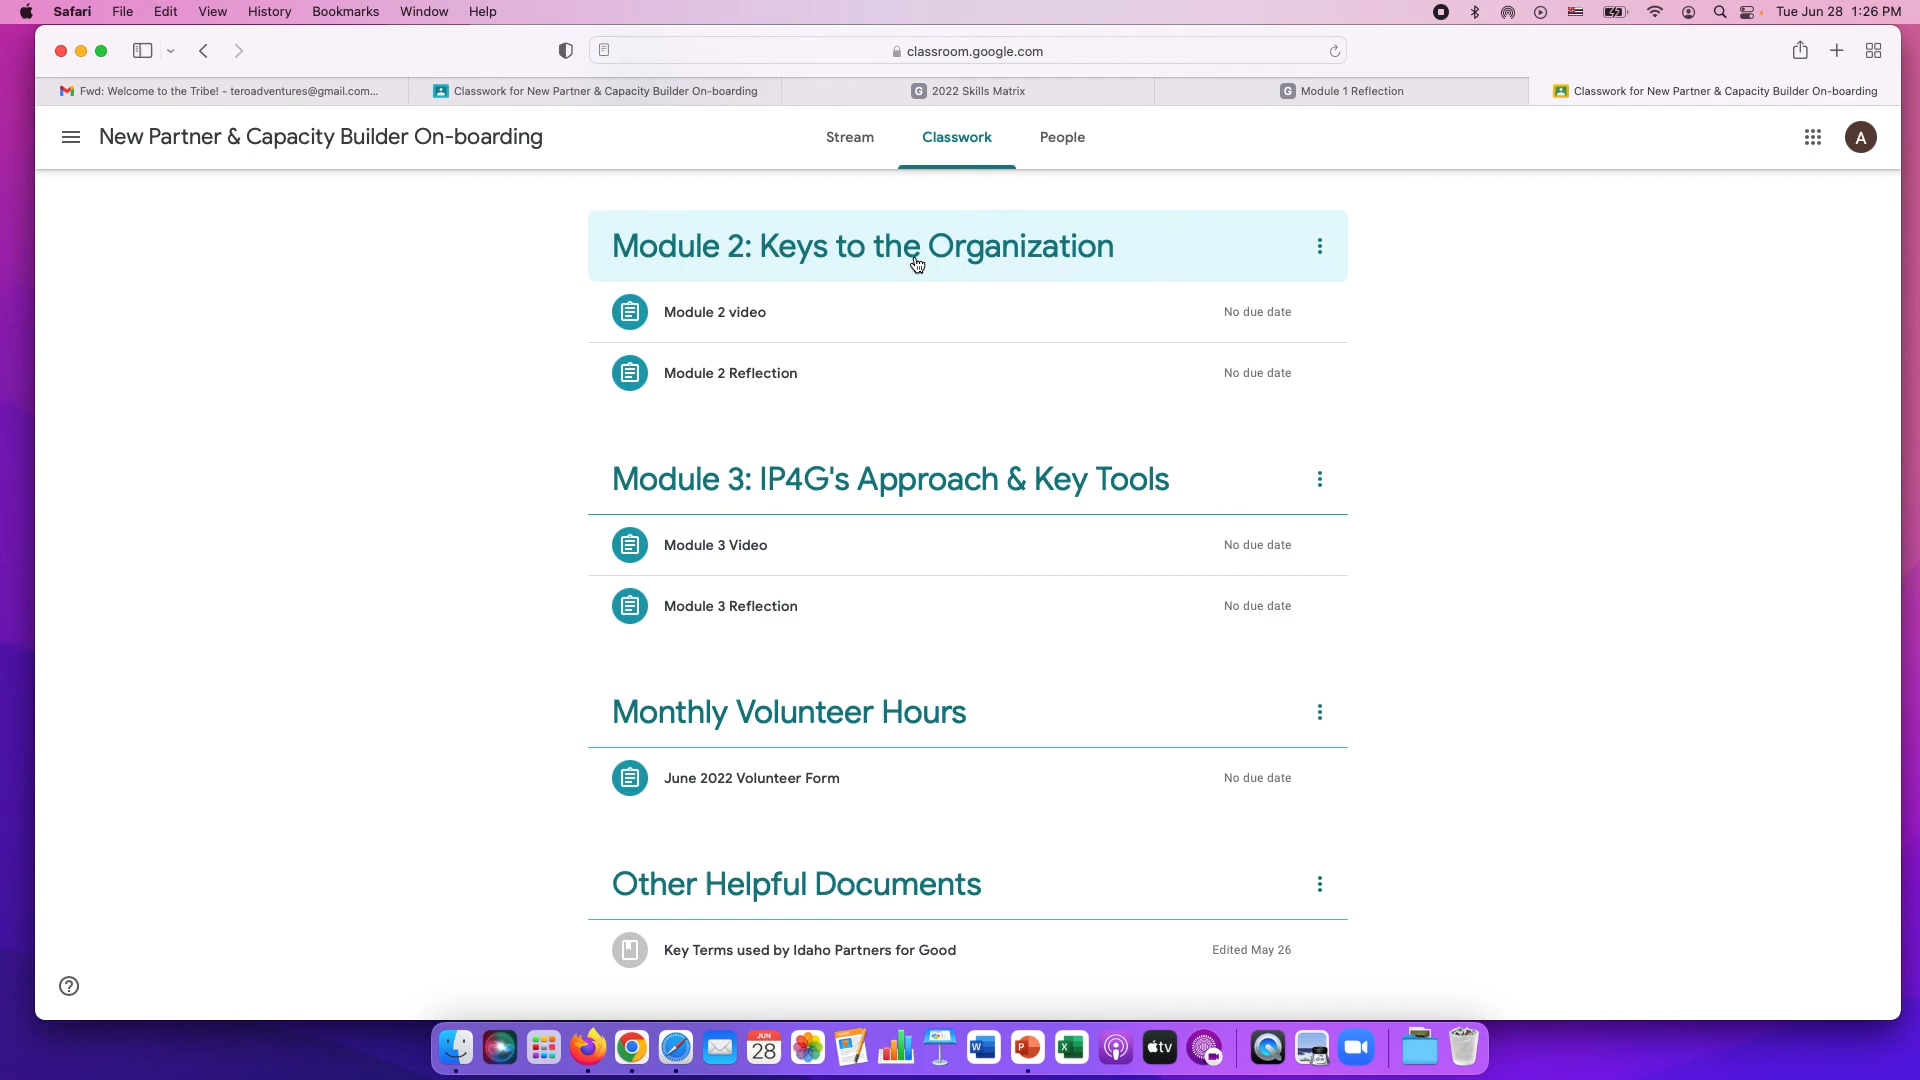 Safari File Edit View History Bookmarks Window Help Tue Jun 28 1:26 PM
classroom.google.com
Fwd: Welcome to the Tribe! - teroadventures@gmail.com... Classwork for New Partner & Capacity Builder On-boarding G 2022 Skills Matrix G Module 1 Reflection Classwork for New Partner & Capacity Builder On-boarding
New Partner & Capacity Builder On-boarding Stream Classwork People A
Module 2: Keys to the Organization
Module 2 video No due date
Module 2 Reflection No due date
Module 3: IP4G's Approach & Key Tools
Module 3 Video No due date
Module 3 Reflection No due date
Monthly Volunteer Hours
June 2022 Volunteer Form No due date
Other Helpful Documents
Key Terms used by Idaho Partners for Good Edited May 26
JUN
28
W P X tv